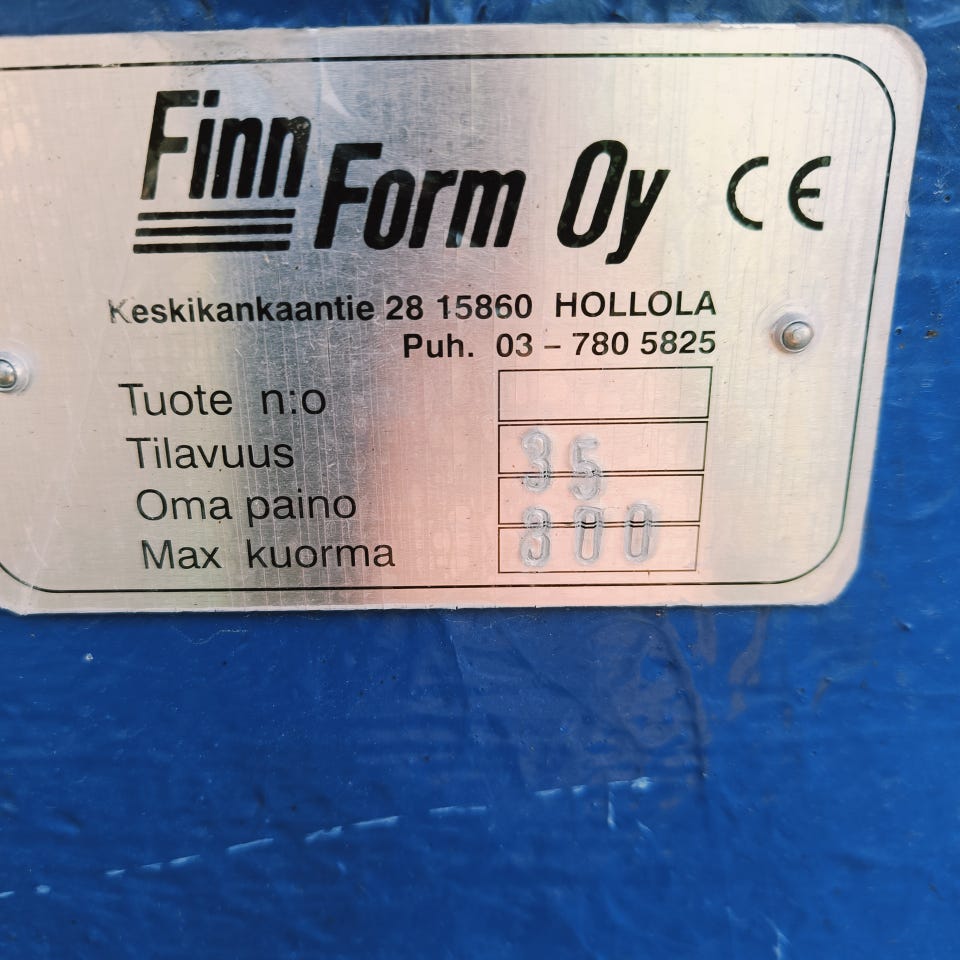 Finn Form Oy CE
Keskikankaantie 28 15860 HOLLOLA
Puh. 03 – 780 5825
Tuote n:o
Tilavuus 35
Oma paino
Max kuorma 800